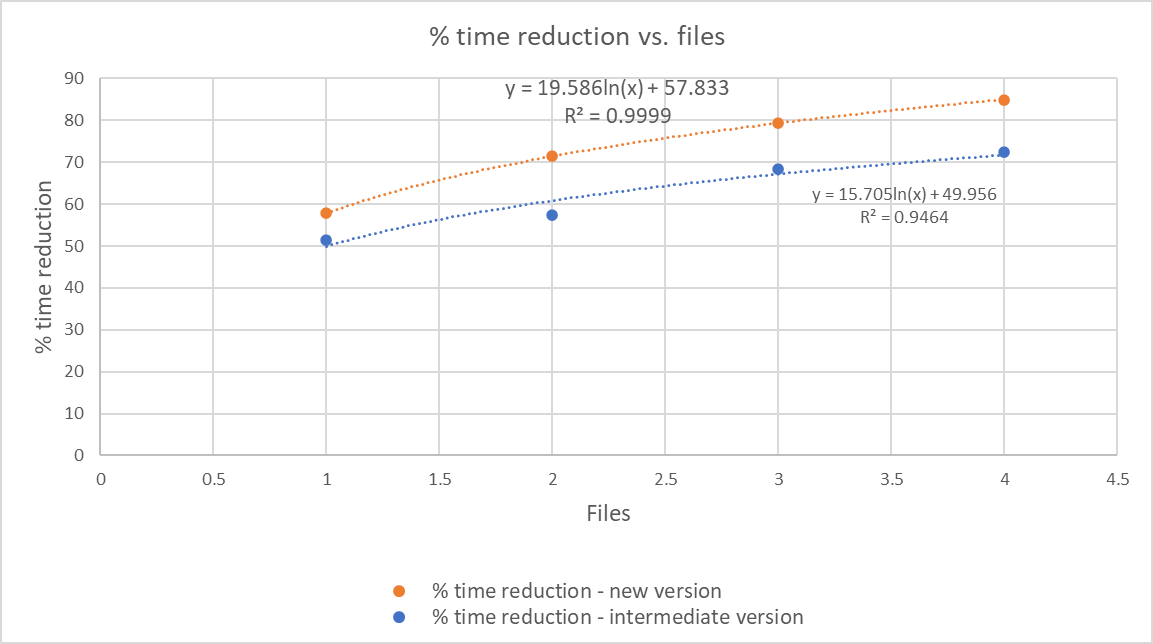 % time reduction vs. files
90
80
70
60
50
40
30
20
10
0
% time reduction
y = 19.586ln(x) + 57.833
R² = 0.9999
y = 15.705ln(x) + 49.956
R² = 0.9464
0 0.5 1 1.5 2 2.5 3 3.5 4 4.5
Files
% time reduction - new version
% time reduction - intermediate version